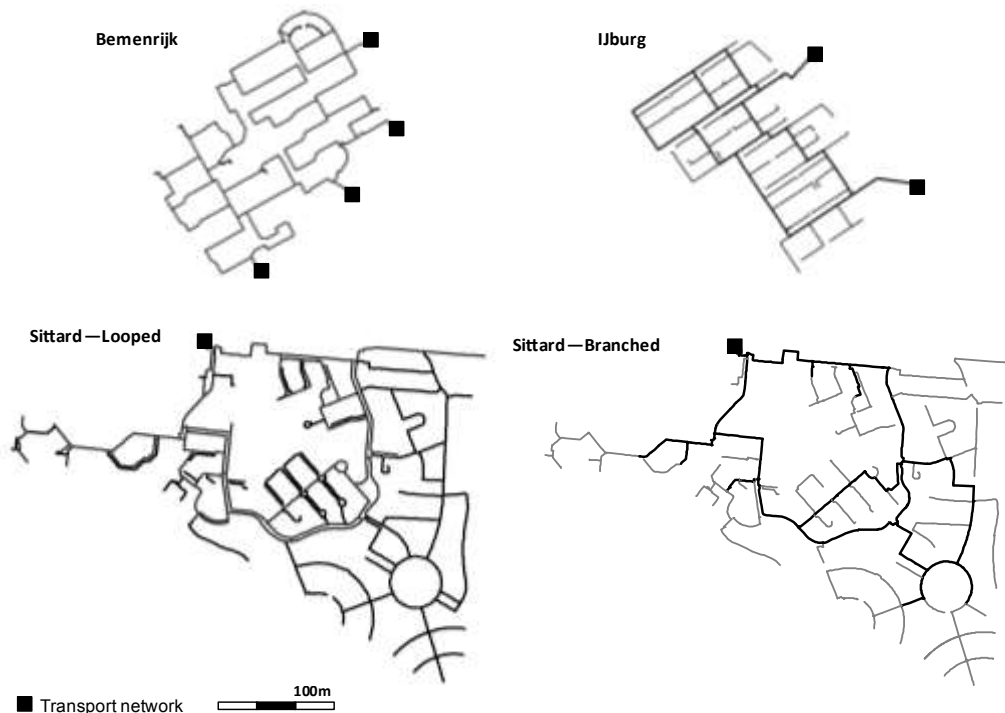 Bemenrijk
IJburg
Sittard—Looped
Sittard—Branched
Transport network
100m